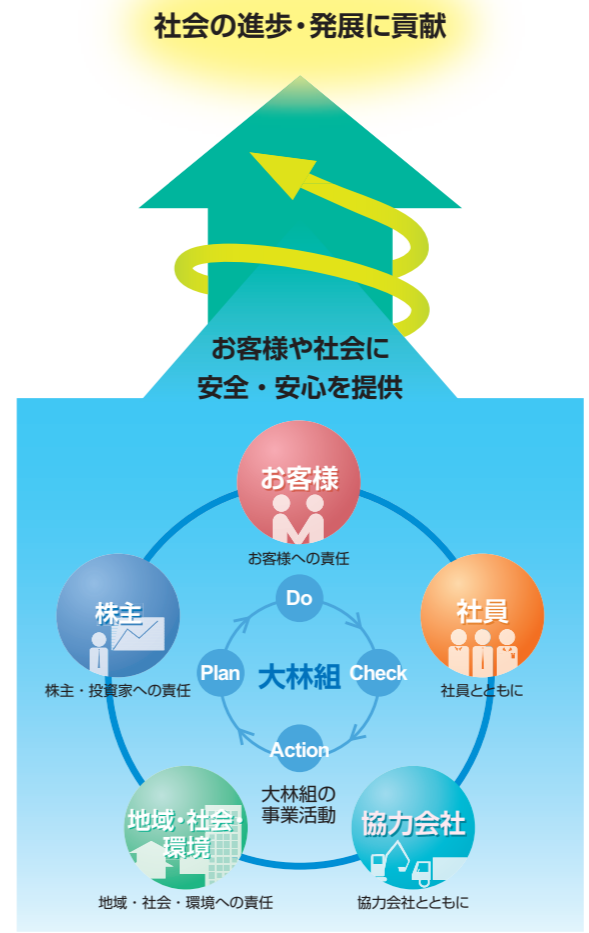 社会の進歩・発展に貢献
お客様や社会に
安全・安心を提供
お客様
お客様への責任
株主
株主・投資家への責任
社員
社員とともに
Do
Plan
大林組
Check
Action
大林組の
事業活動
地域・社会・
環境
地域・社会・環境への責任
協力会社
協力会社とともに